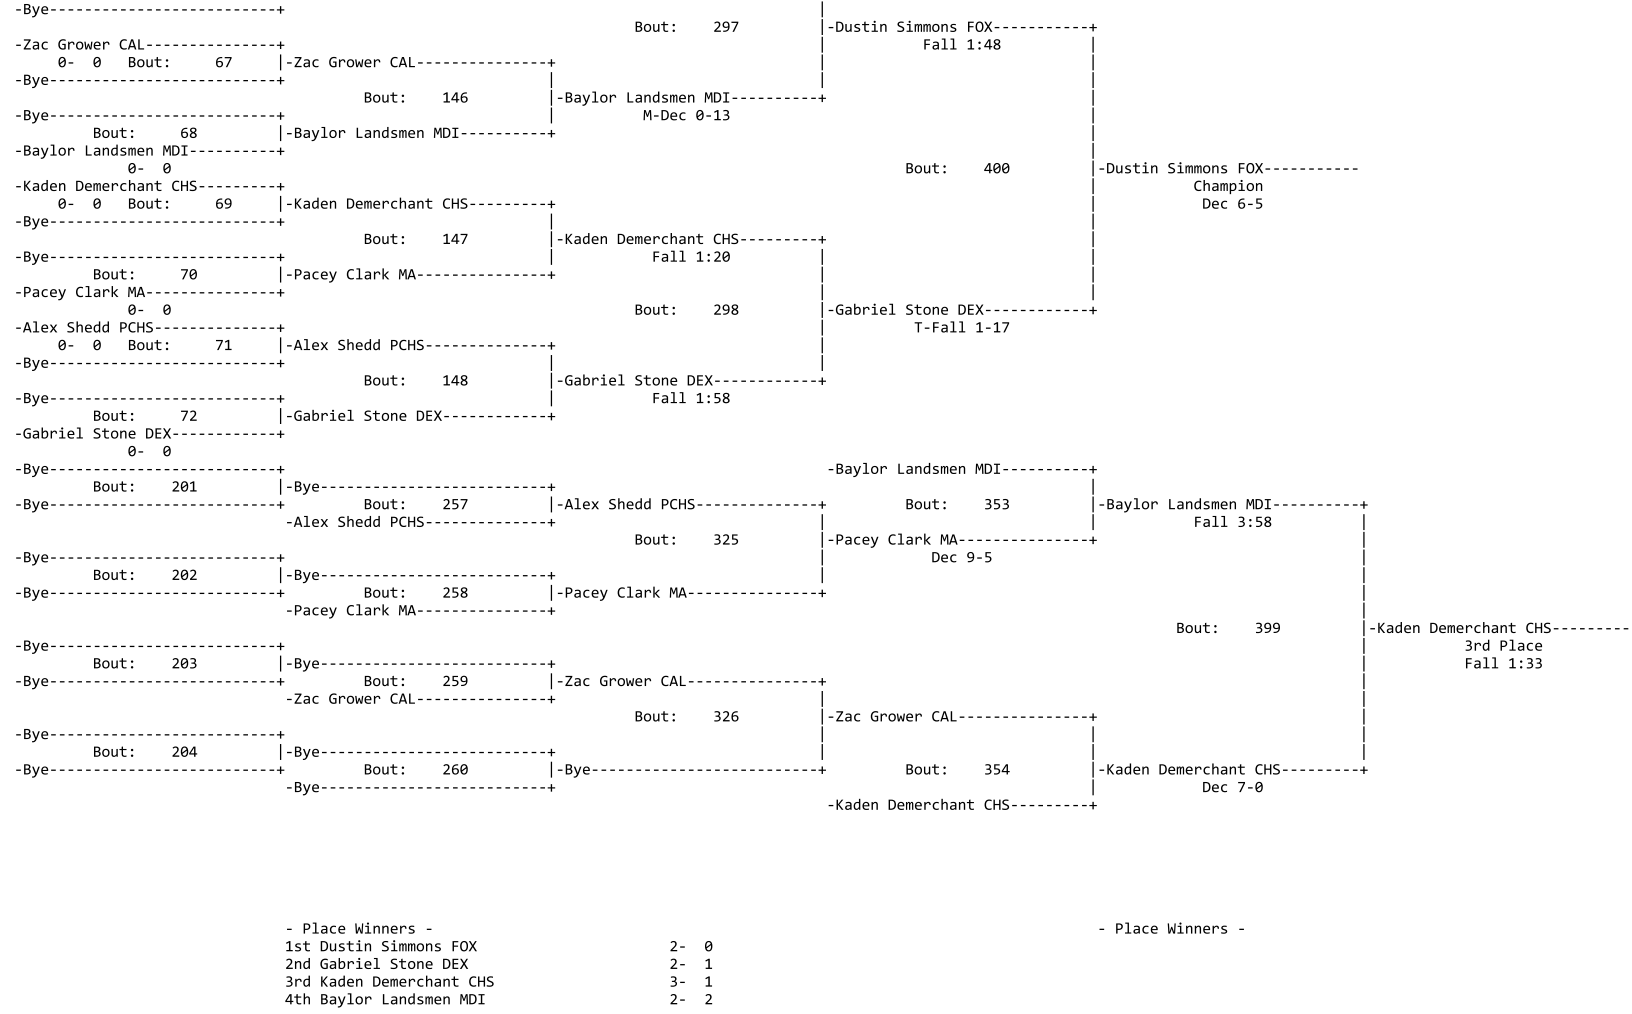 -Bye--------------------------+
Bout: 297 |-Dustin Simmons FOX-----------+
-Zac Grower CAL---------------+ Fall 1:48
0- 0 Bout: 67 |-Zac Grower CAL---------------+
-Bye--------------------------+
Bout: 146 |-Baylor Landsmen MDI----------+
-Bye--------------------------+ M-Dec 0-13
Bout: 68 |-Baylor Landsmen MDI----------+
-Baylor Landsmen MDI----------+
0- 0 Bout: 400 |-Dustin Simmons FOX-----------
-Kaden Demerchant CHS---------+ Champion
0- 0 Bout: 69 |-Kaden Demerchant CHS---------+ Dec 6-5
-Bye--------------------------+
Bout: 147 |-Kaden Demerchant CHS---------+
-Bye--------------------------+ Fall 1:20
Bout: 70 |-Pacey Clark MA---------------+
-Pacey Clark MA---------------+
0- 0 Bout: 298 |-Gabriel Stone DEX------------+
-Alex Shedd PCHS--------------+ T-Fall 1-17
0- 0 Bout: 71 |-Alex Shedd PCHS--------------+
-Bye--------------------------+
Bout: 148 |-Gabriel Stone DEX------------+
-Bye--------------------------+ Fall 1:58
Bout: 72 |-Gabriel Stone DEX------------+
-Gabriel Stone DEX------------+
0- 0
-Bye--------------------------+ -Baylor Landsmen MDI----------+
Bout: 201 |-Bye--------------------------+
-Bye--------------------------+ Bout: 257 |-Alex Shedd PCHS--------------+ Bout: 353 |-Baylor Landsmen MDI----------+
-Alex Shedd PCHS--------------+ Fall 3:58
Bout: 325 |-Pacey Clark MA---------------+
-Bye--------------------------+ Dec 9-5
Bout: 202 |-Bye--------------------------+
-Bye--------------------------+ Bout: 258 |-Pacey Clark MA---------------+
-Pacey Clark MA---------------+
Bout: 399 |-Kaden Demerchant CHS---------
-Bye--------------------------+ 3rd Place
Bout: 203 |-Bye--------------------------+ Fall 1:33
-Bye--------------------------+ Bout: 259 |-Zac Grower CAL---------------+
-Zac Grower CAL---------------+
Bout: 326 |-Zac Grower CAL---------------+
-Bye--------------------------+
Bout: 204 |-Bye--------------------------+
-Bye--------------------------+ Bout: 260 |-Bye--------------------------+ Bout: 354 |-Kaden Demerchant CHS---------+
-Bye--------------------------+ Dec 7-0
-Kaden Demerchant CHS---------+
- Place Winners - - Place Winners -
1st Dustin Simmons FOX 2- 0
2nd Gabriel Stone DEX 2- 1
3rd Kaden Demerchant CHS 3- 1
4th Baylor Landsmen MDI 2- 2